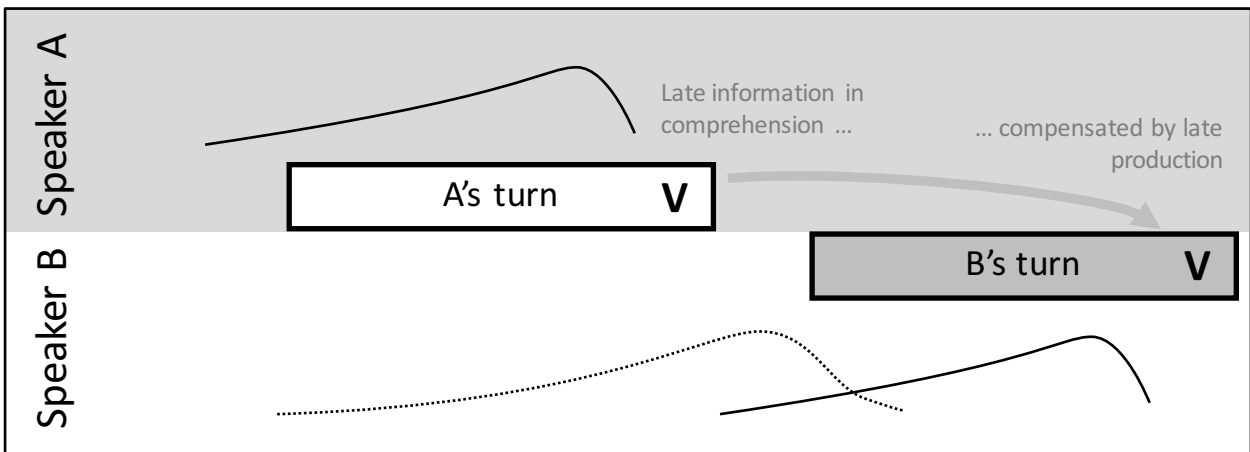 Speaker A
Late information in
comprehension ...
... compensated by late
production
A's turn V
B's turn V
Speaker B